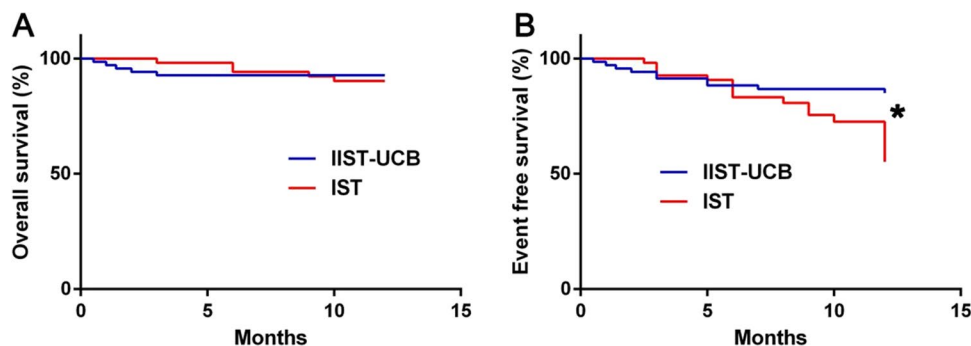 A
Overall survival (%)
100
50
0
0 5 10 15
Months
IIST-UCB
IST
B
Event free survival (%)
100
50
0
0 5 10 15
Months
IIST-UCB
IST
*